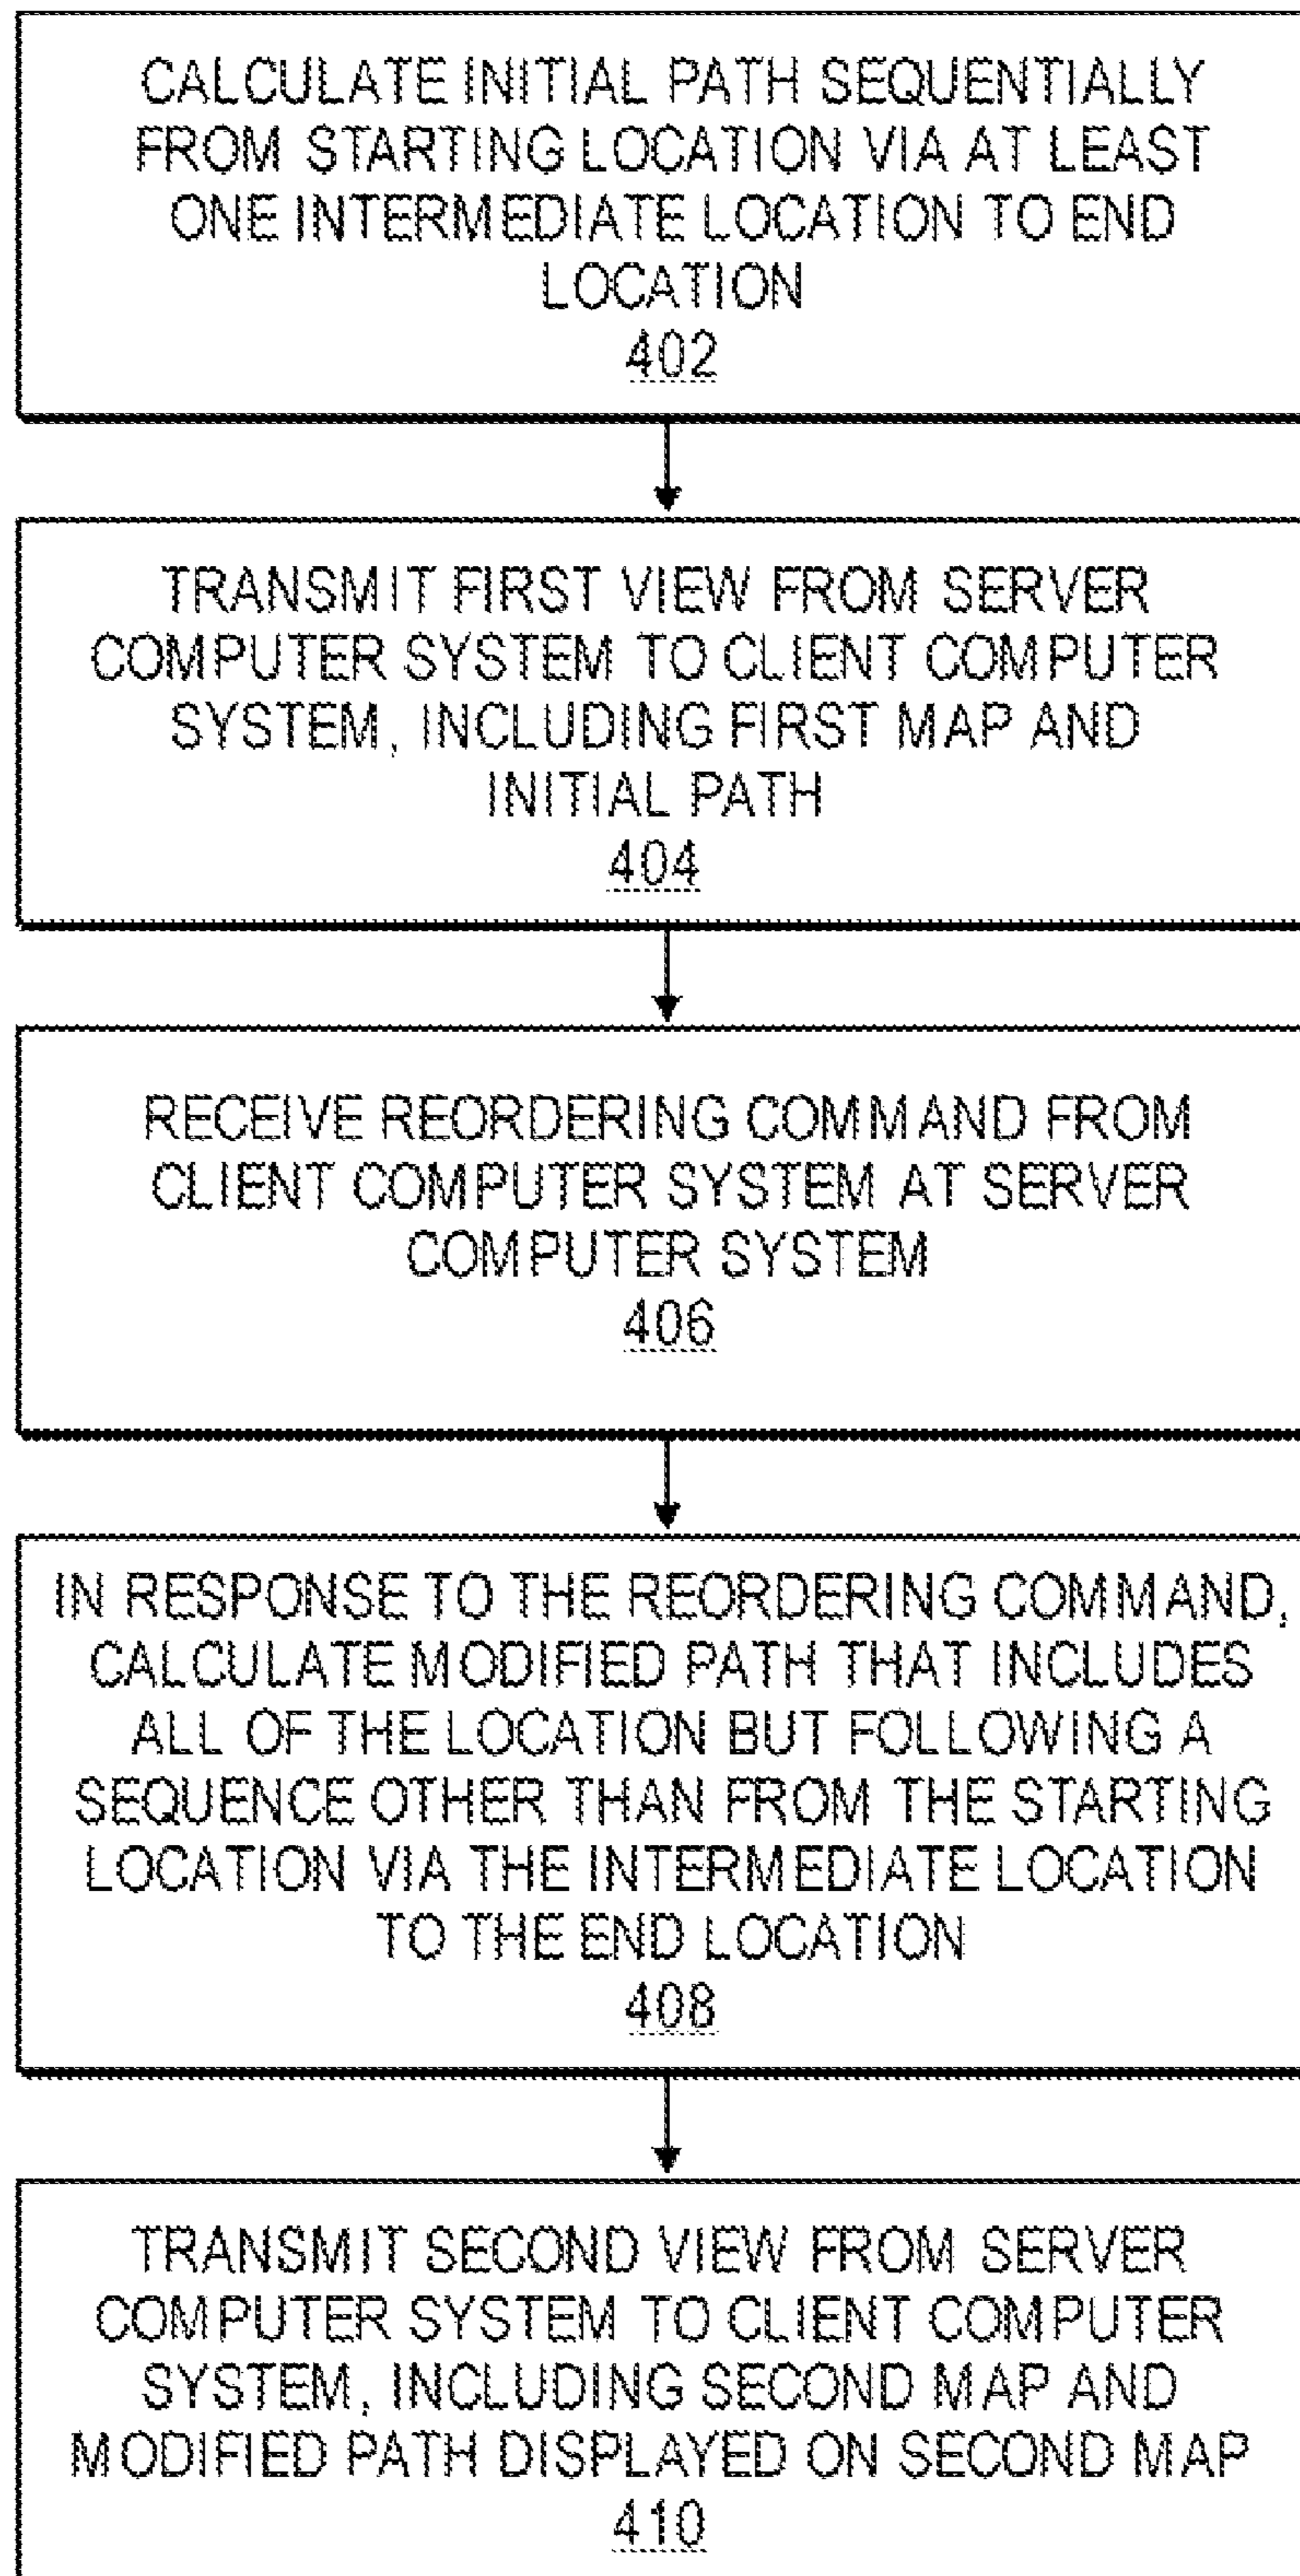 CALCULATE INITIAL PATH SEQUENTIALLY
FROM STARTING LOCATION VIA AT LEAST
ONE INTERMEDIATE LOCATION TO END
LOCATION
402
TRANSMIT FIRST VIEW FROM SERVER
COMPUTER SYSTEM TO CLIENT COMPUTER
SYSTEM, INCLUDING FIRST MAP AND
INITIAL PATH
404
RECEIVE REORDERING COMMAND FROM
CLIENT COMPUTER SYSTEM AT SERVER
COMPUTER SYSTEM
406
IN RESPONSE TO THE REORDERING COMMAND,
CALCULATE MODIFIED PATH THAT INCLUDES
ALL OF THE LOCATION BUT FOLLOWING A
SEQUENCE OTHER THAN FROM THE STARTING
LOCATION VIA THE INTERMEDIATE LOCATION
TO THE END LOCATION
408
TRANSMIT SECOND VIEW FROM SERVER
COMPUTER SYSTEM TO CLIENT COMPUTER
SYSTEM, INCLUDING SECOND MAP AND
MODIFIED PATH DISPLAYED ON SECOND MAP
410